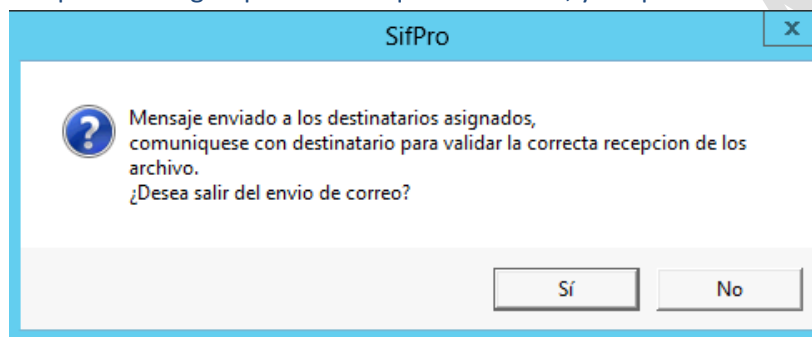 SifPro
x
Mensaje enviado a los destinatarios asignados,
comuniquese con destinatario para validar la correcta recepcion de los
archivo.
¿Desea salir del envio de correo?
Sí
No